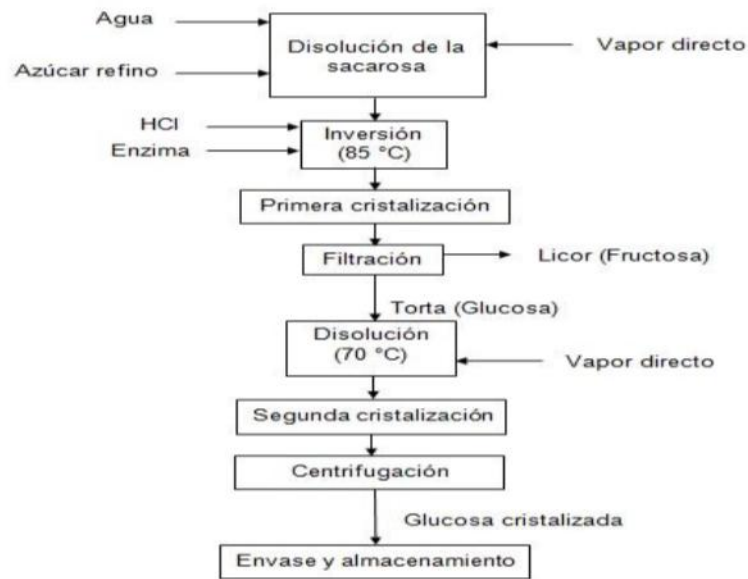 Agua
Disolución de la
sacarosa
Vapor directo
Azúcar refino
HCl
Enzima
Inversión
(85 °C)
Primera cristalización
Filtración
Licor (Fructosa)
Torta (Glucosa)
Disolución
(70 °C)
Vapor directo
Segunda cristalización
Centrifugación
Glucosa cristalizada
Envase y almacenamiento